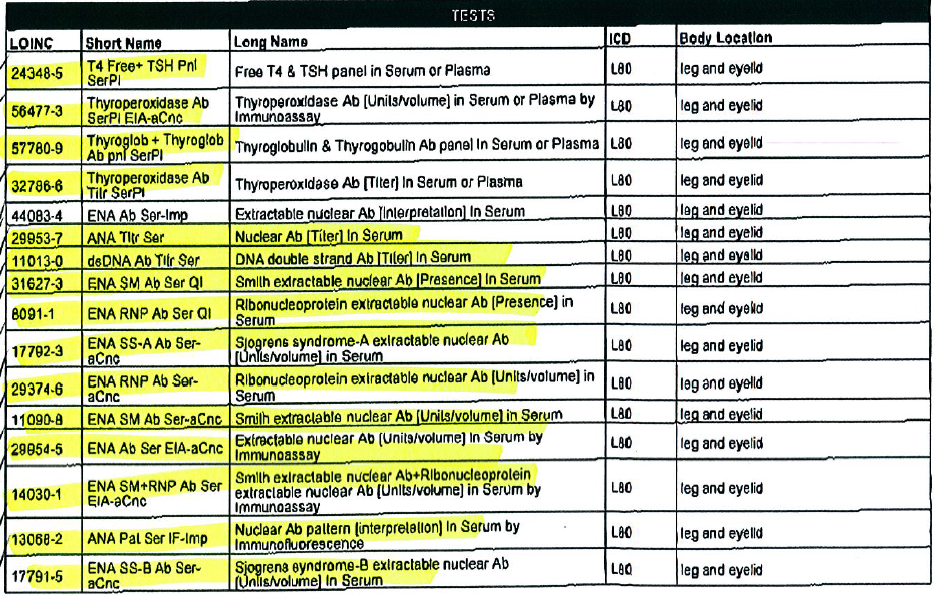 TESTS
LOINC Short Name Long Name ICD Body Location
24348-5 T4 Free+ TSH Pnl SerPl Free T4 & TSH panel in Serum or Plasma L80 leg and eyelid
56477-3 Thyroperoxidase Ab SerPl EIA-aCnc Thyroperoxidase Ab [Units/volume] in Serum or Plasma by Immunoassay L80 leg and eyelid
57780-9 Thyroglob + Thyroglob Ab pnl SerPl Thyroglobulin & Thyrogobulin Ab panel in Serum or Plasma L80 leg and eyelid
32786-6 Thyroperoxidase Ab Titr SerPl Thyroperoxidase Ab [Titer] in Serum or Plasma L80 leg and eyelid
44083-4 ENA Ab Ser-Imp Extractable nuclear Ab [Interpretation] in Serum L80 leg and eyelid
29953-7 ANA Titr Ser Nuclear Ab [Titer] in Serum L80 leg and eyelid
11013-0 dsDNA Ab Titr Ser DNA double strand Ab [Titer] in Serum L80 leg and eyelid
31627-3 ENA SM Ab Ser Ql Smith extractable nuclear Ab [Presence] in Serum L80 leg and eyelid
8091-1 ENA RNP Ab Ser Ql Ribonucleoprotein extractable nuclear Ab [Presence] in Serum L80 leg and eyelid
17792-3 ENA SS-A Ab Ser-aCnc Sjogrens syndrome-A extractable nuclear Ab [Units/volume] in Serum L80 leg and eyelid
29374-6 ENA RNP Ab Ser-aCnc Ribonucleoprotein extractable nuclear Ab [Units/volume] in Serum L80 leg and eyelid
11090-8 ENA SM Ab Ser-aCnc Smith extractable nuclear Ab [Units/volume] in Serum L80 leg and eyelid
29954-5 ENA Ab Ser EIA-aCnc Extractable nuclear Ab [Units/volume] in Serum by Immunoassay L80 leg and eyelid
14030-1 ENA SM+RNP Ab Ser EIA-aCnc Smith extractable nuclear Ab+Ribonucleoprotein extractable nuclear Ab [Units/volume] in Serum by Immunoassay L80 leg and eyelid
13068-2 ANA Pat Ser IF-Imp Nuclear Ab pattern [interpretation] in Serum by Immunofluorescence L80 leg and eyelid
17791-5 ENA SS-B Ab Ser-aCnc Sjogrens syndrome-B extractable nuclear Ab [Units/volume] in Serum L80 leg and eyelid